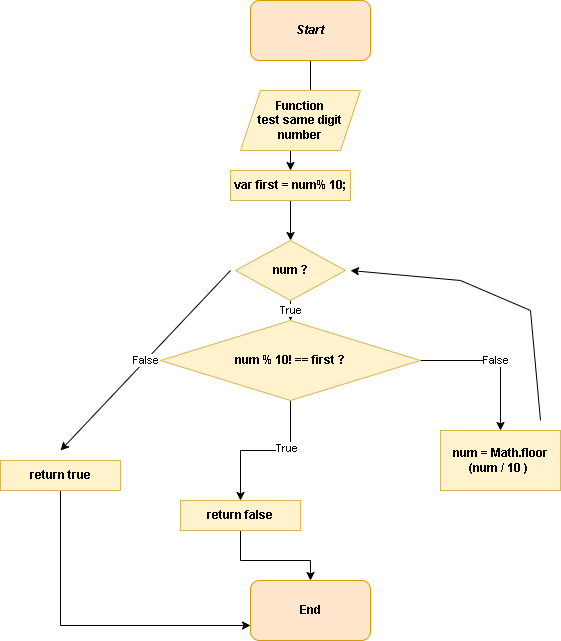 Start
Function
test same digit
number
var first = num% 10;
num ?
True
num % 10! == first ?
False
False
num = Math.floor
(num / 10 )
True
return true
return false
End